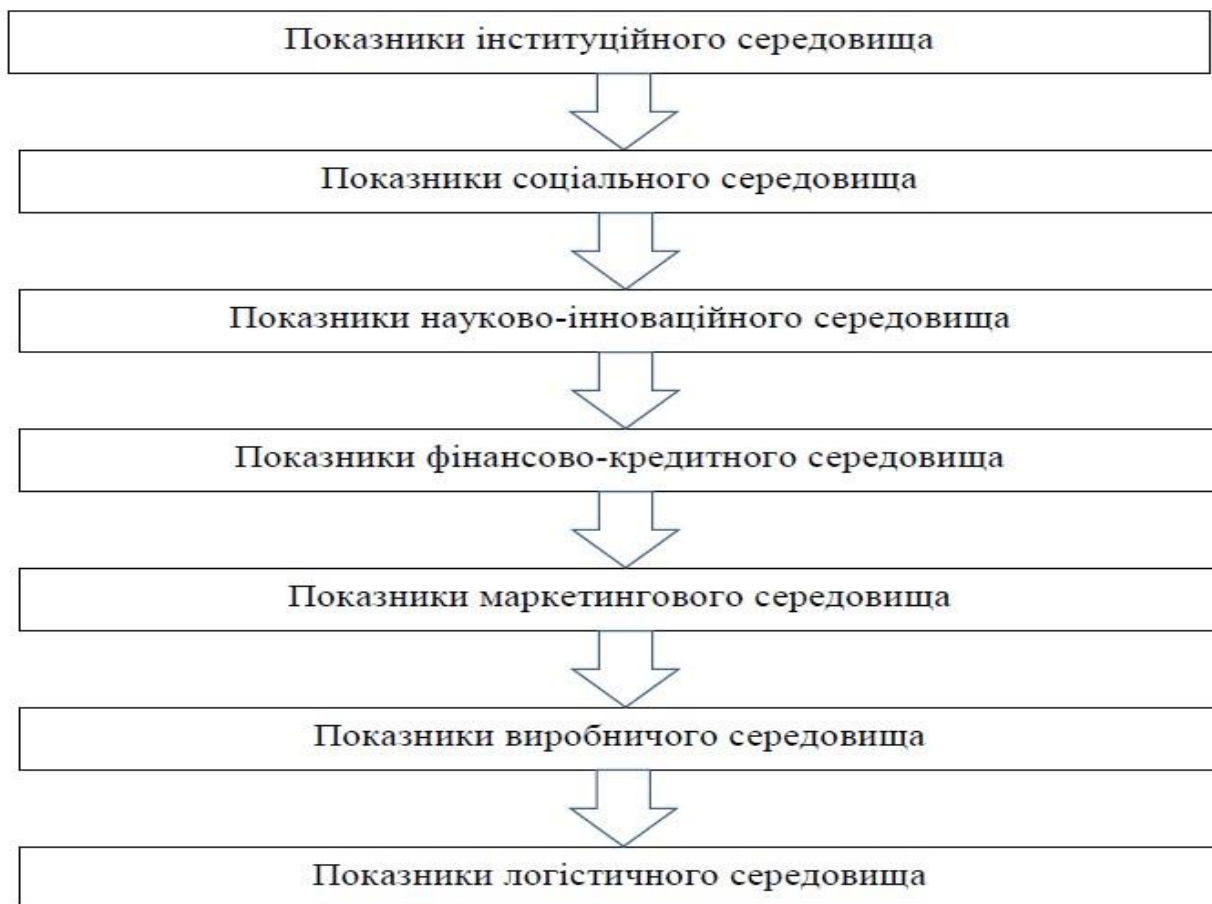 Показники інституційного середовища
Показники соціального середовища
Показники науково-інноваційного середовища
Показники фінансово-кредитного середовища
Показники маркетингового середовища
Показники виробничого середовища
Показники логістичного середовища